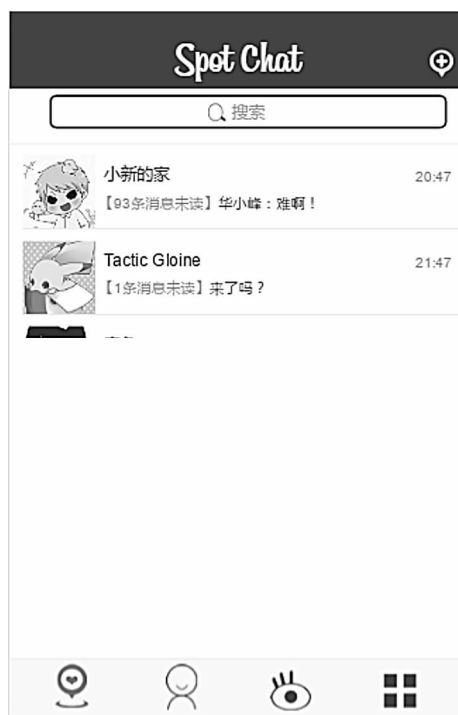 Spot Chat
搜索
小新的家 20:47
【93条消息未读】华小峰：难啊！
Tactic Gloine 21:47
【1条消息未读】来了吗？